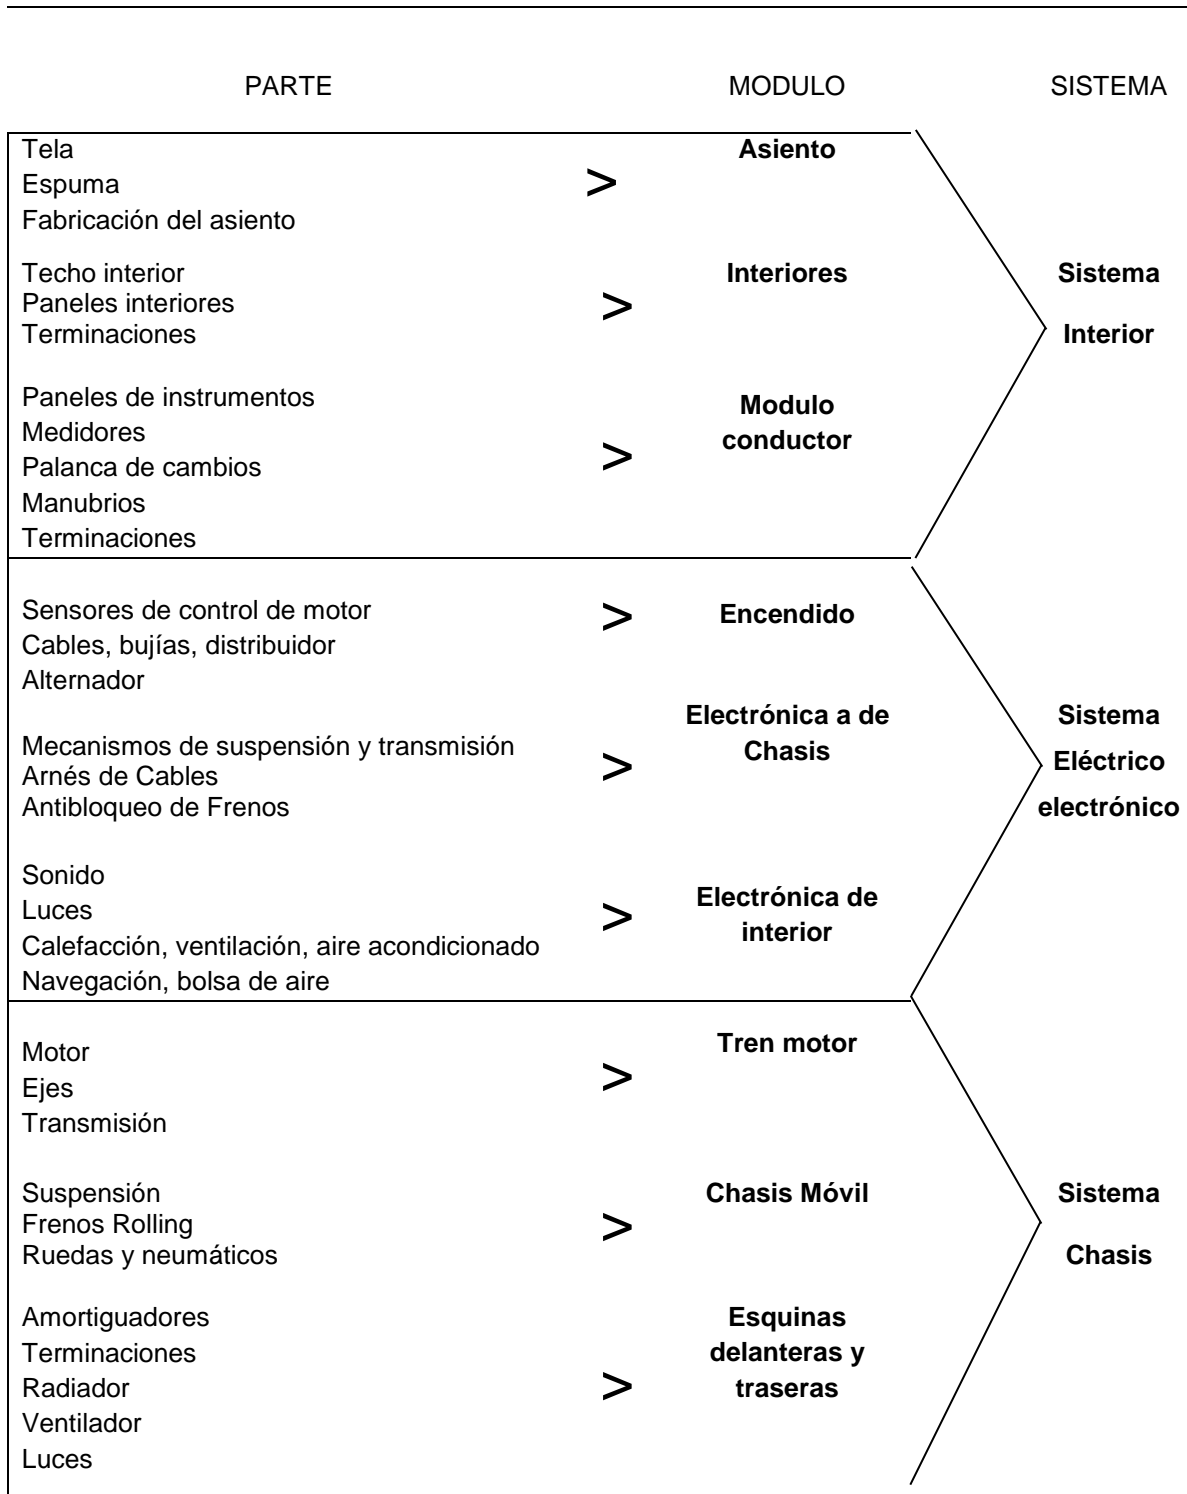 PARTE MODULO SISTEMA
Tela
Espuma
Fabricación del asiento
>
Asiento
Techo interior
Paneles interiores
Terminaciones
>
Interiores
Paneles de instrumentos
Medidores
Palanca de cambios
Manubrios
Terminaciones
>
Modulo
conductor
Sistema
Interior
Sensores de control de motor
Cables, bujías, distribuidor
Alternador
>
Encendido
Mecanismos de suspensión y transmisión
Arnés de Cables
Antibloqueo de Frenos
>
Electrónica a de
Chasis
Sonido
Luces
Calefacción, ventilación, aire acondicionado
Navegación, bolsa de aire
>
Electrónica de
interior
Sistema
Eléctrico
electrónico
Motor
Ejes
Transmisión
>
Tren motor
Suspensión
Frenos Rolling
Ruedas y neumáticos
>
Chasis Móvil
Amortiguadores
Terminaciones
Radiador
Ventilador
Luces
>
Esquinas
delanteras y
traseras
Sistema
Chasis